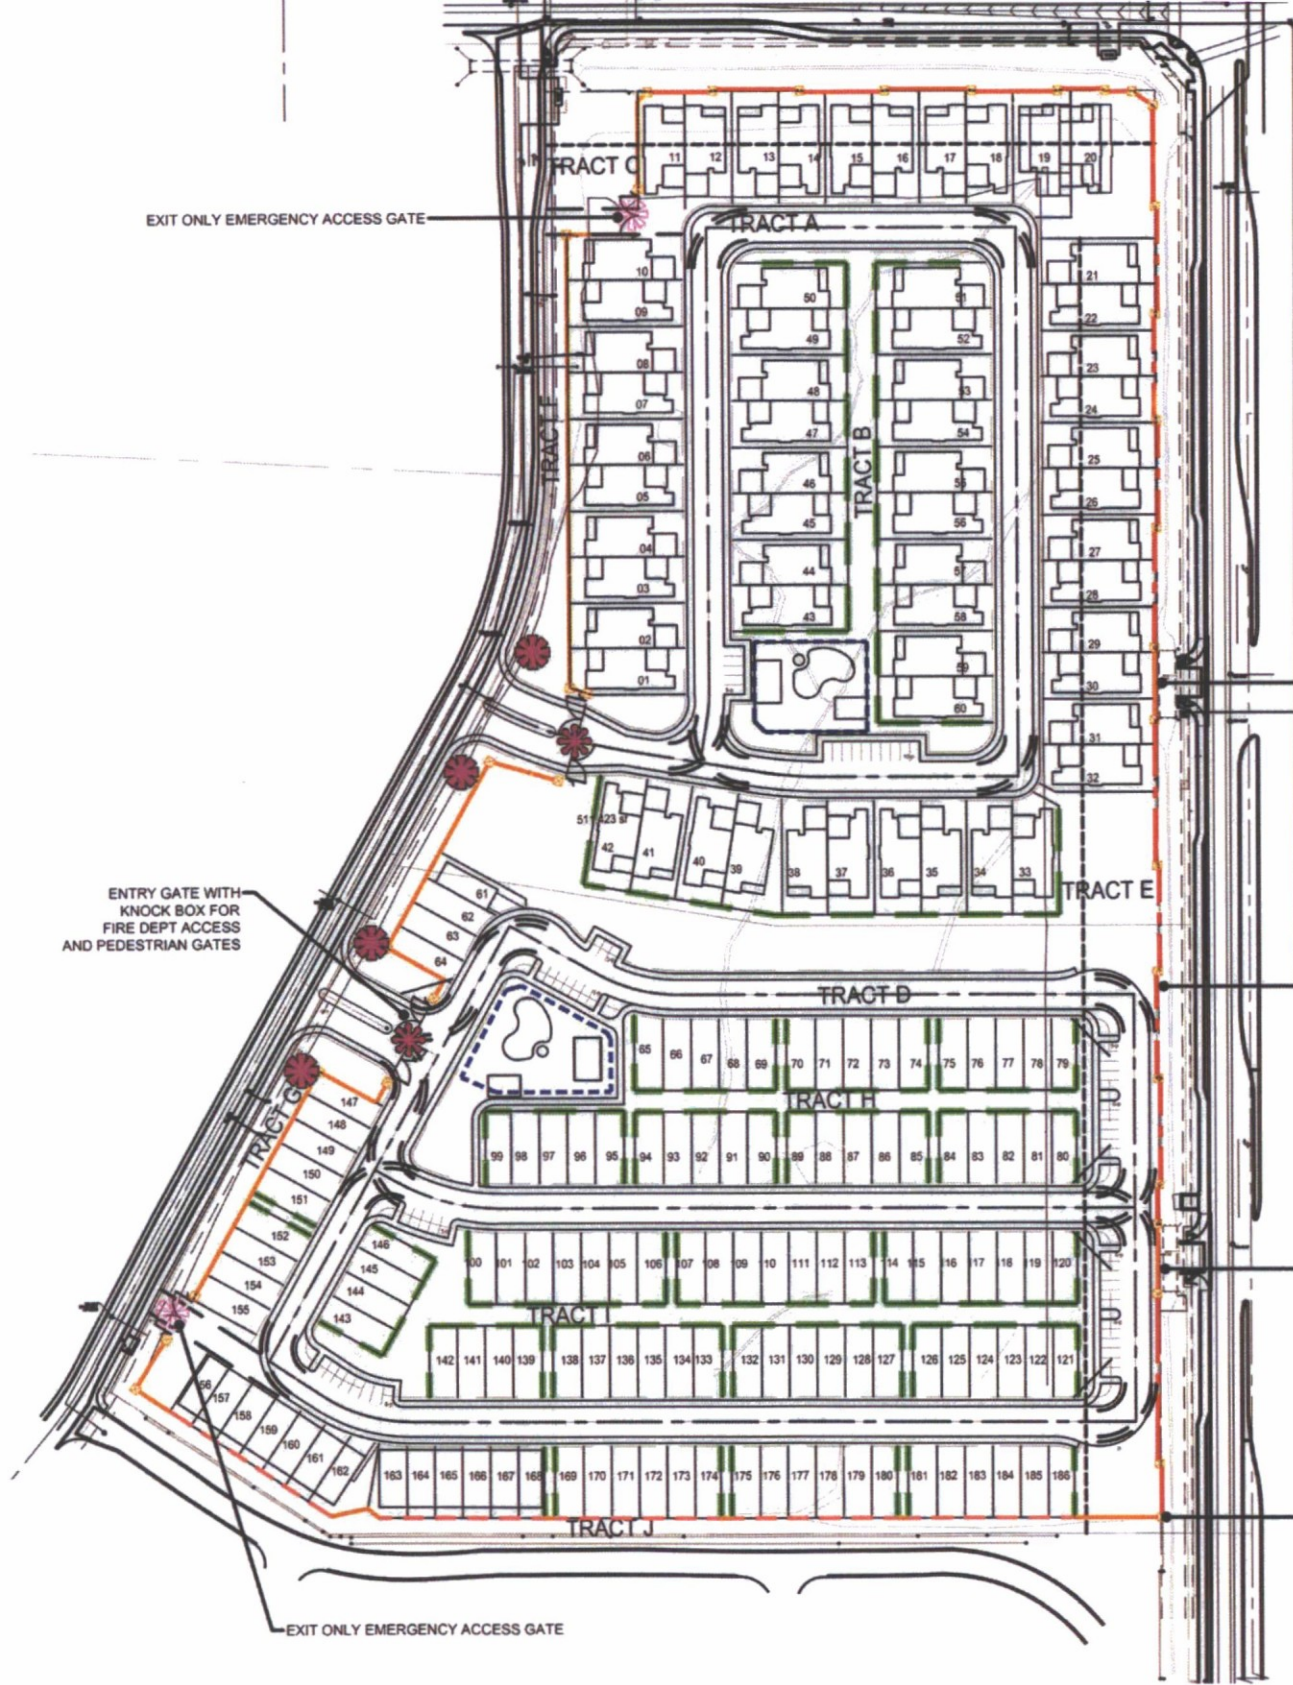 TRACT C
11 12 13 14 15 16 17 18 19 20
EXIT ONLY EMERGENCY ACCESS GATE
TRACT A
10
09
08
07
06
05
04
03
02
01
TRACT F
50
49
48
47
46
45
44
43
TRACT B
51
52
53
54
55
56
57
58
59
60
21
22
23
24
25
26
27
28
29
30
31
32
42 41 40 39 38 37 36 35 34 33
TRACT E
ENTRY GATE WITH
KNOCK BOX FOR
FIRE DEPT ACCESS
AND PEDESTRIAN GATES
61
62
63
64
TRACT D
65 66 67 68 69 70 71 72 73 74 75 76 77 78 79
TRACT H
99 98 97 96 95 94 93 92 91 90 89 88 87 86 85 84 83 82 81 80
TRACT G
147
148
149
150
151
152
153
154
155
146
145
144
143
100 101 102 103 104 105 106 107 108 109 110 111 112 113 114 115 116 117 118 119 120
TRACT I
142 141 140 139 138 137 136 135 134 133 132 131 130 129 128 127 126 125 124 123 122 121
156
157
158
159
160
161
162
163 164 165 166 167 168 169 170 171 172 173 174 175 176 177 178 179 180 181 182 183 184 185 186
TRACT J
EXIT ONLY EMERGENCY ACCESS GATE